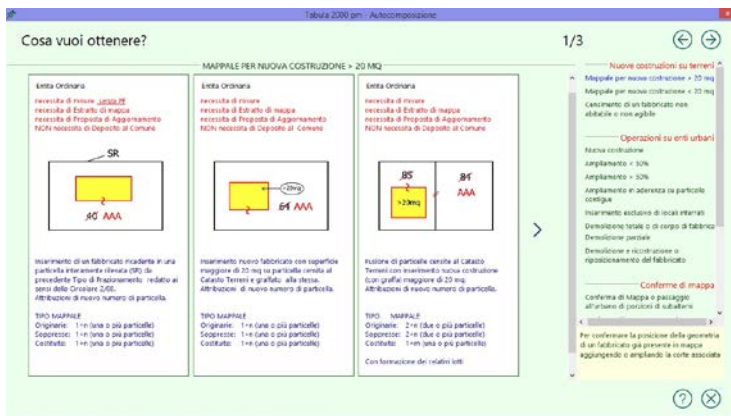 Tabula 2000 pm - Autocomposizione
Cosa vuoi ottenere?
1/3
MAPPALE PER NUOVA COSTRUZIONE > 20 MQ
Entita Ordinaria
necessita di misure senza PF
necessita di Estratto di mappa
necessita di Proposta di Aggiornamento
NON necessita di Deposito al Comune
SR
40 AAA
Inserimento di un fabbricato ricadente in una
particella interamente rilevata (SR) da
precedente Tipo di Frazionamento redatto ai
sensi della Circolare 2/88.
Attribuzioni di nuovo numero di particella.
TIPO MAPPALE
Originarie: 1÷n (una o più particelle)
Soppresse: 1÷n (una o più particelle)
Costituite: 1÷n (una o più particelle)
Entita Ordinaria
necessita di misure
necessita di Estratto di mappa
necessita di Proposta di Aggiornamento
NON necessita di Deposito al Comune
>20mq
64 AAA
Inserimento nuovo fabbricato con superficie
maggiore di 20 mq su particella censita al
Catasto Terreni e graffato alla stessa.
Attribuzioni di nuovo numero di particella.
TIPO MAPPALE
Originarie: 1÷n (una o più particelle)
Soppresse: 1÷n (una o più particelle)
Costituite: 1÷n (una o più particelle)
Entita Ordinaria
necessita di misure
necessita di Estratto di mappa
necessita di Proposta di Aggiornamento
NON necessita di Deposito al Comune
85 84
>20mq AAA
Fusione di particelle censite al Catasto
Terreni con inserimento nuova costruzione
(con graffa) maggiore di 20 mq.
Attribuzioni di nuovo numero di particella.
TIPO MAPPALE
Originarie: 2÷n (due o più particelle)
Soppresse: 2÷n (due o più particelle)
Costituite: 1÷m (una o più particelle)
Con formazione dei relativi lotti
Nuove costruzioni su terreni
Mappale per nuova costruzione > 20 mq
Mappale per nuova costruzione < 20 mq
Censimento di un fabbricato non
abitabile o non agibile
Operazioni su enti urbani
Nuova costruzione
Ampliamento < 50%
Ampliamento > 50%
Ampliamento in aderenza su particelle
contigue
Inserimento esclusivo di locali interrati
Demolizione totale o di corpo di fabbrica
Demolizione parziale
Demolizione e ricostruzione o
riposizionamento del fabbricato
Conferme di mappa
Conferma di Mappa o passaggio
all'urbano di porzioni di subalterni
Per confermare la posizione della geometria
di un fabbricato già presente in mappa
aggiungendo o ampliando la corte associata